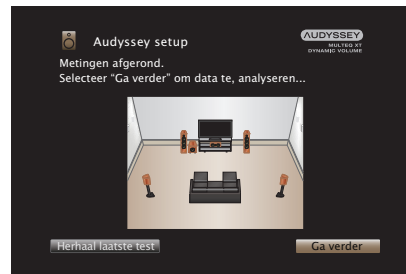 Audyssey setup
AUDYSSEY
MULTEQ XT
DYNAMIC VOLUME
Metingen afgerond.
Selecteer “Ga verder” om data te, analyseren...
Herhaal laatste test
Ga verder